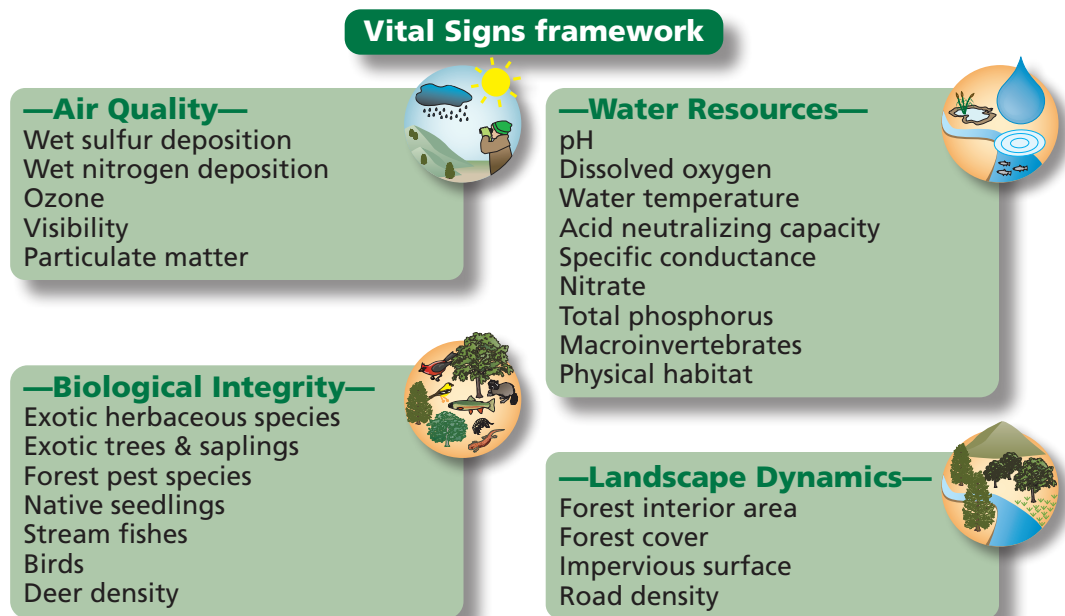 Vital Signs framework
—Air Quality—
Wet sulfur deposition
Wet nitrogen deposition
Ozone
Visibility
Particulate matter
—Water Resources—
pH
Dissolved oxygen
Water temperature
Acid neutralizing capacity
Specific conductance
Nitrate
Total phosphorus
Macroinvertebrates
Physical habitat
—Biological Integrity—
Exotic herbaceous species
Exotic trees & saplings
Forest pest species
Native seedlings
Stream fishes
Birds
Deer density
—Landscape Dynamics—
Forest interior area
Forest cover
Impervious surface
Road density